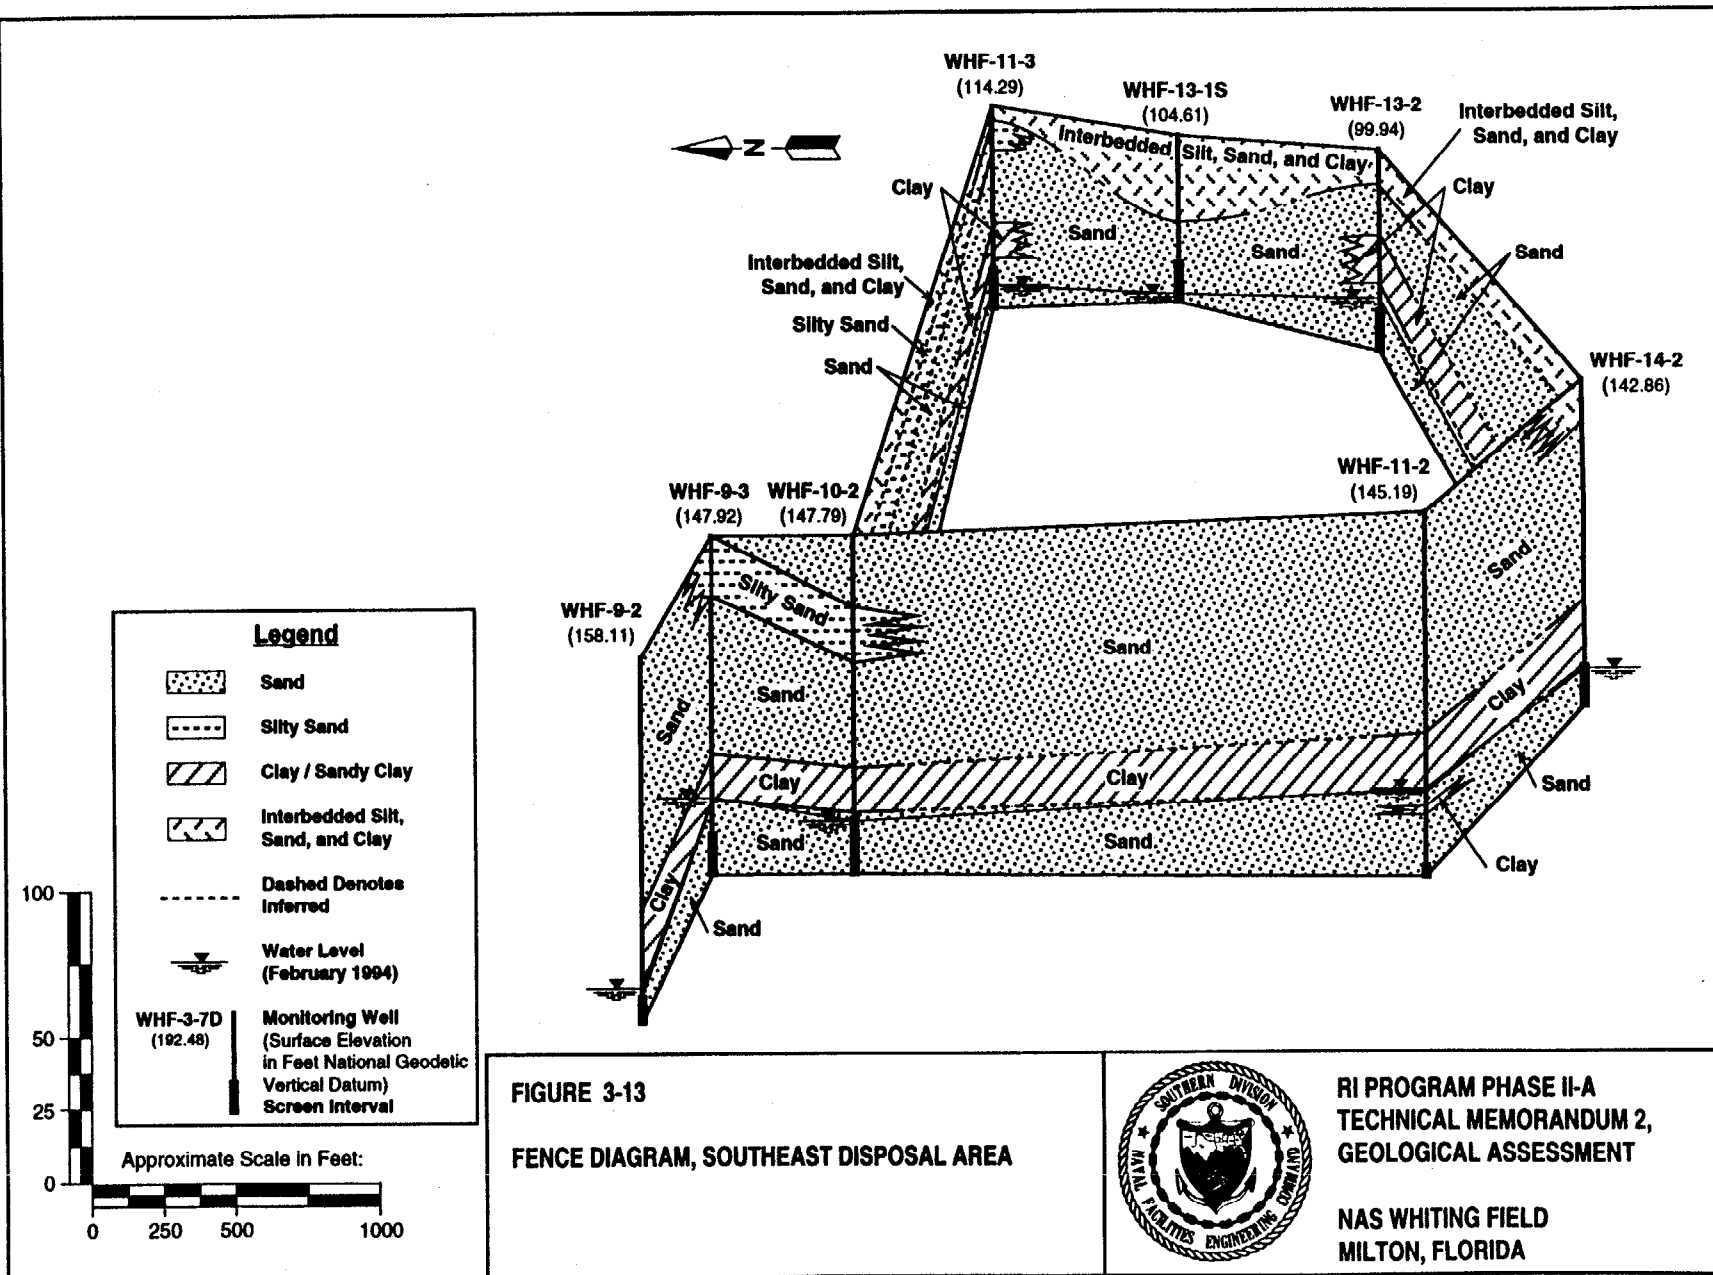 WHF-11-3
(114.29)
WHF-13-1S
(104.61)
WHF-13-2
(99.94)
Interbedded Silt,
Sand, and Clay
N
Interbedded Silt, Sand, and Clay
Clay
Clay
Sand
Sand
Sand
Interbedded Silt,
Sand, and Clay
Silty Sand
Sand
WHF-14-2
(142.86)
WHF-11-2
(145.19)
WHF-9-3
(147.92)
WHF-10-2
(147.79)
WHF-9-2
(158.11)
Silty Sand
Sand
Sand
Sand
Sand
Clay
Clay
Clay
Sand
Sand
Sand
Clay
Clay
Sand
Legend
Sand
Silty Sand
Clay / Sandy Clay
Interbedded Silt,
Sand, and Clay
Dashed Denotes
Inferred
Water Level
(February 1994)
WHF-3-7D
(192.48)
Monitoring Well
(Surface Elevation
in Feet National Geodetic
Vertical Datum)
Screen Interval
100
50
25
0
Approximate Scale in Feet:
0 250 500 1000
FIGURE 3-13
FENCE DIAGRAM, SOUTHEAST DISPOSAL AREA
SOUTHERN DIVISION
NAVAL FACILITIES ENGINEERING COMMAND
RI PROGRAM PHASE II-A
TECHNICAL MEMORANDUM 2,
GEOLOGICAL ASSESSMENT
NAS WHITING FIELD
MILTON, FLORIDA